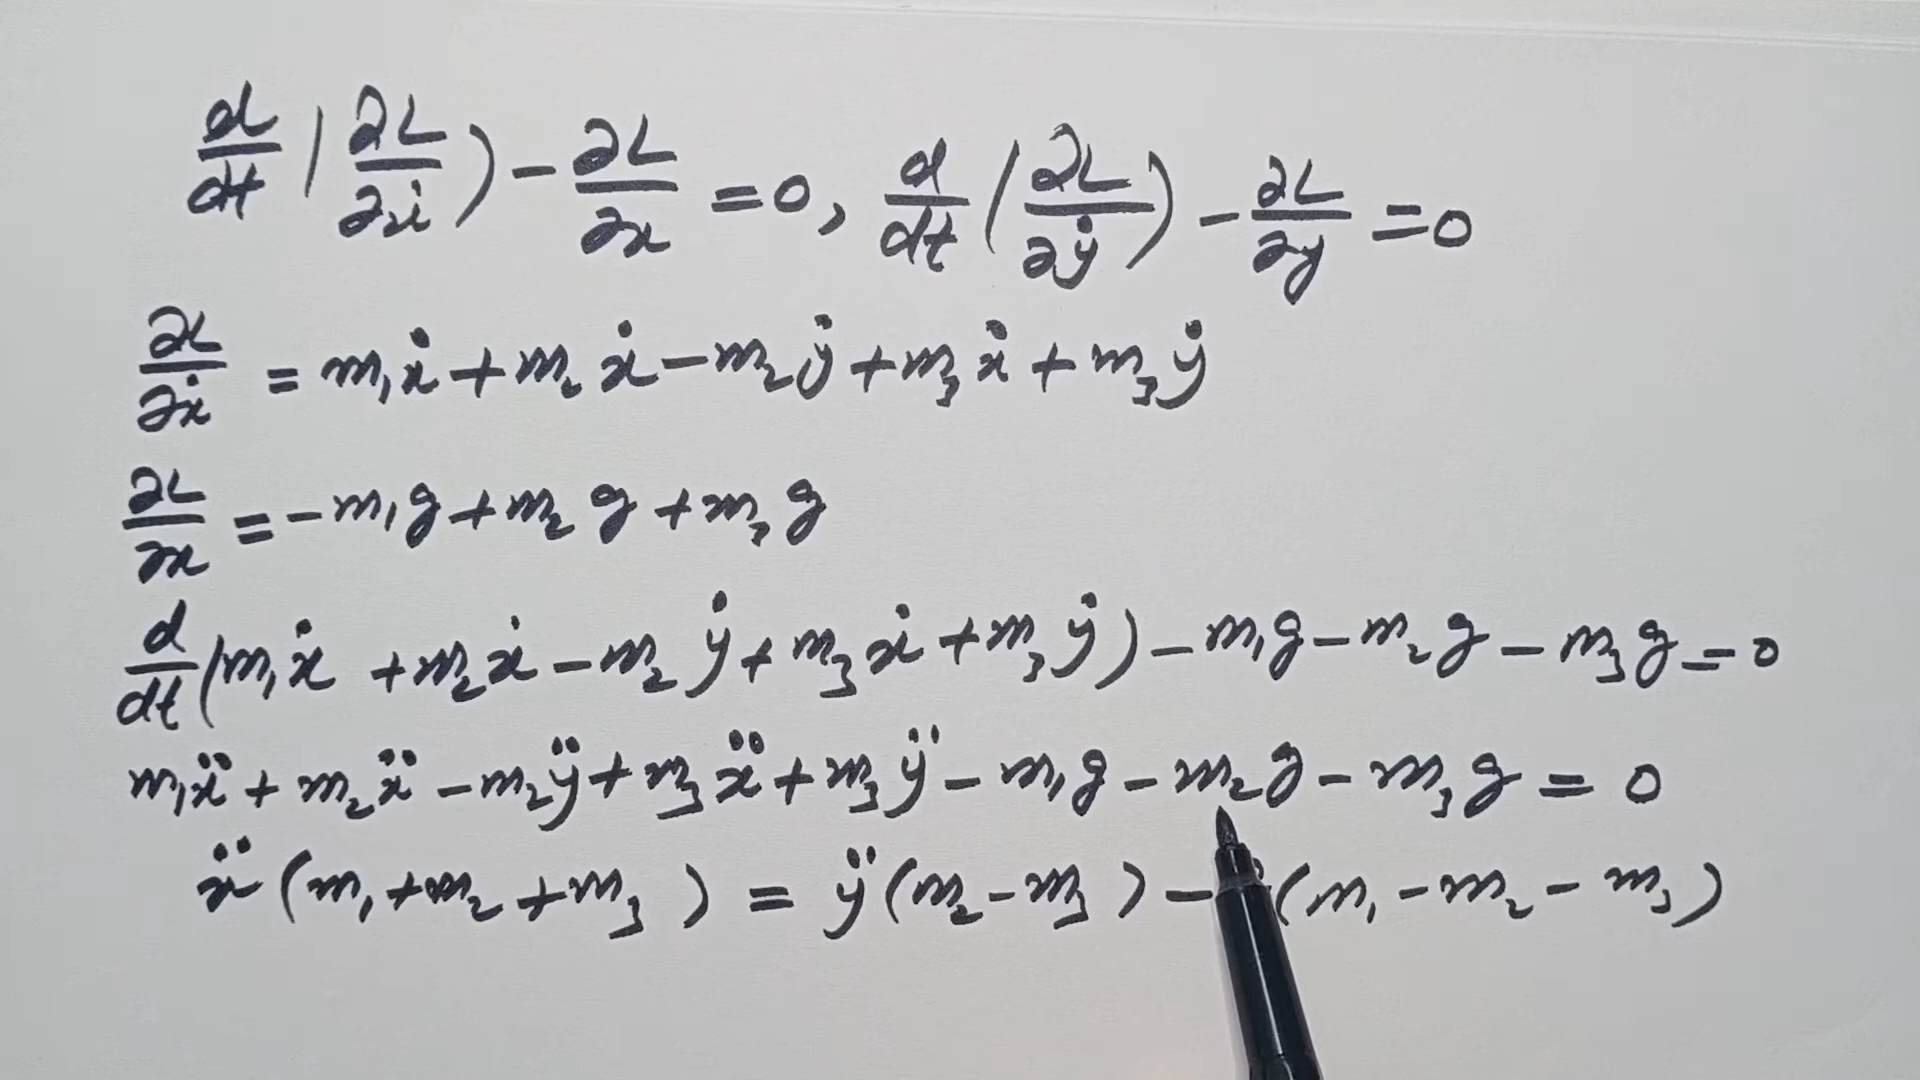 d/dt (∂L/∂ẋ) - ∂L/∂x = 0, d/dt (∂L/∂ẏ) - ∂L/∂y = 0
∂L/∂ẋ = m₁ẋ + m₂ẋ - m₂ẏ + m₃ẋ + m₃ẏ
∂L/∂x = -m₁g + m₂g + m₃g
d/dt (m₁ẋ + m₂ẋ - m₂ẏ + m₃ẋ + m₃ẏ) - m₁g - m₂g - m₃g = 0
m₁ẍ + m₂ẍ - m₂ÿ + m₃ẍ + m₃ÿ - m₁g - m₂g - m₃g = 0
ẍ (m₁ + m₂ + m₃) = ÿ (m₂ - m₃) - (m₁ - m₂ - m₃)